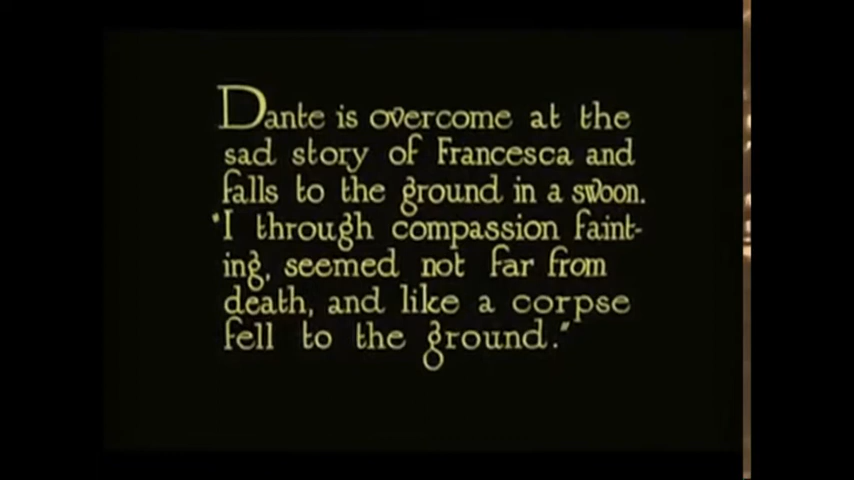 Dante is overcome at the
sad story of Francesca and
falls to the ground in a swoon.
"I through compassion faint-
ing, seemed not far from
death, and like a corpse
fell to the ground."